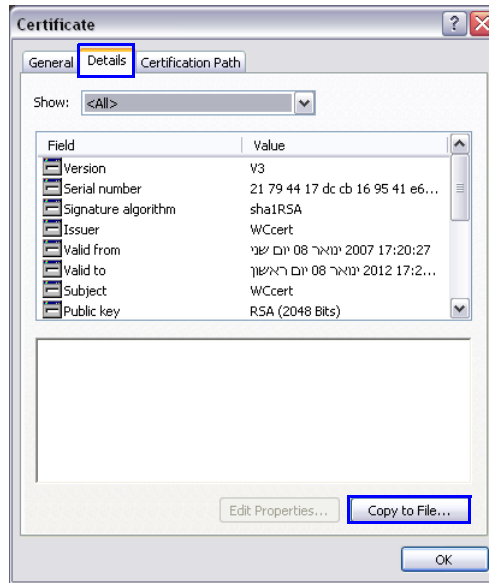 Certificate
General Details Certification Path
Show: <All>
Field Value
Version V3
Serial number 21 79 44 17 dc cb 16 95 41 e6...
Signature algorithm sha1RSA
Issuer WCcert
Valid from יום שני 08 ינואר 2007 17:20:27
Valid to יום ראשון 08 ינואר 2012 17:2...
Subject WCcert
Public key RSA (2048 Bits)
Edit Properties... Copy to File...
OK